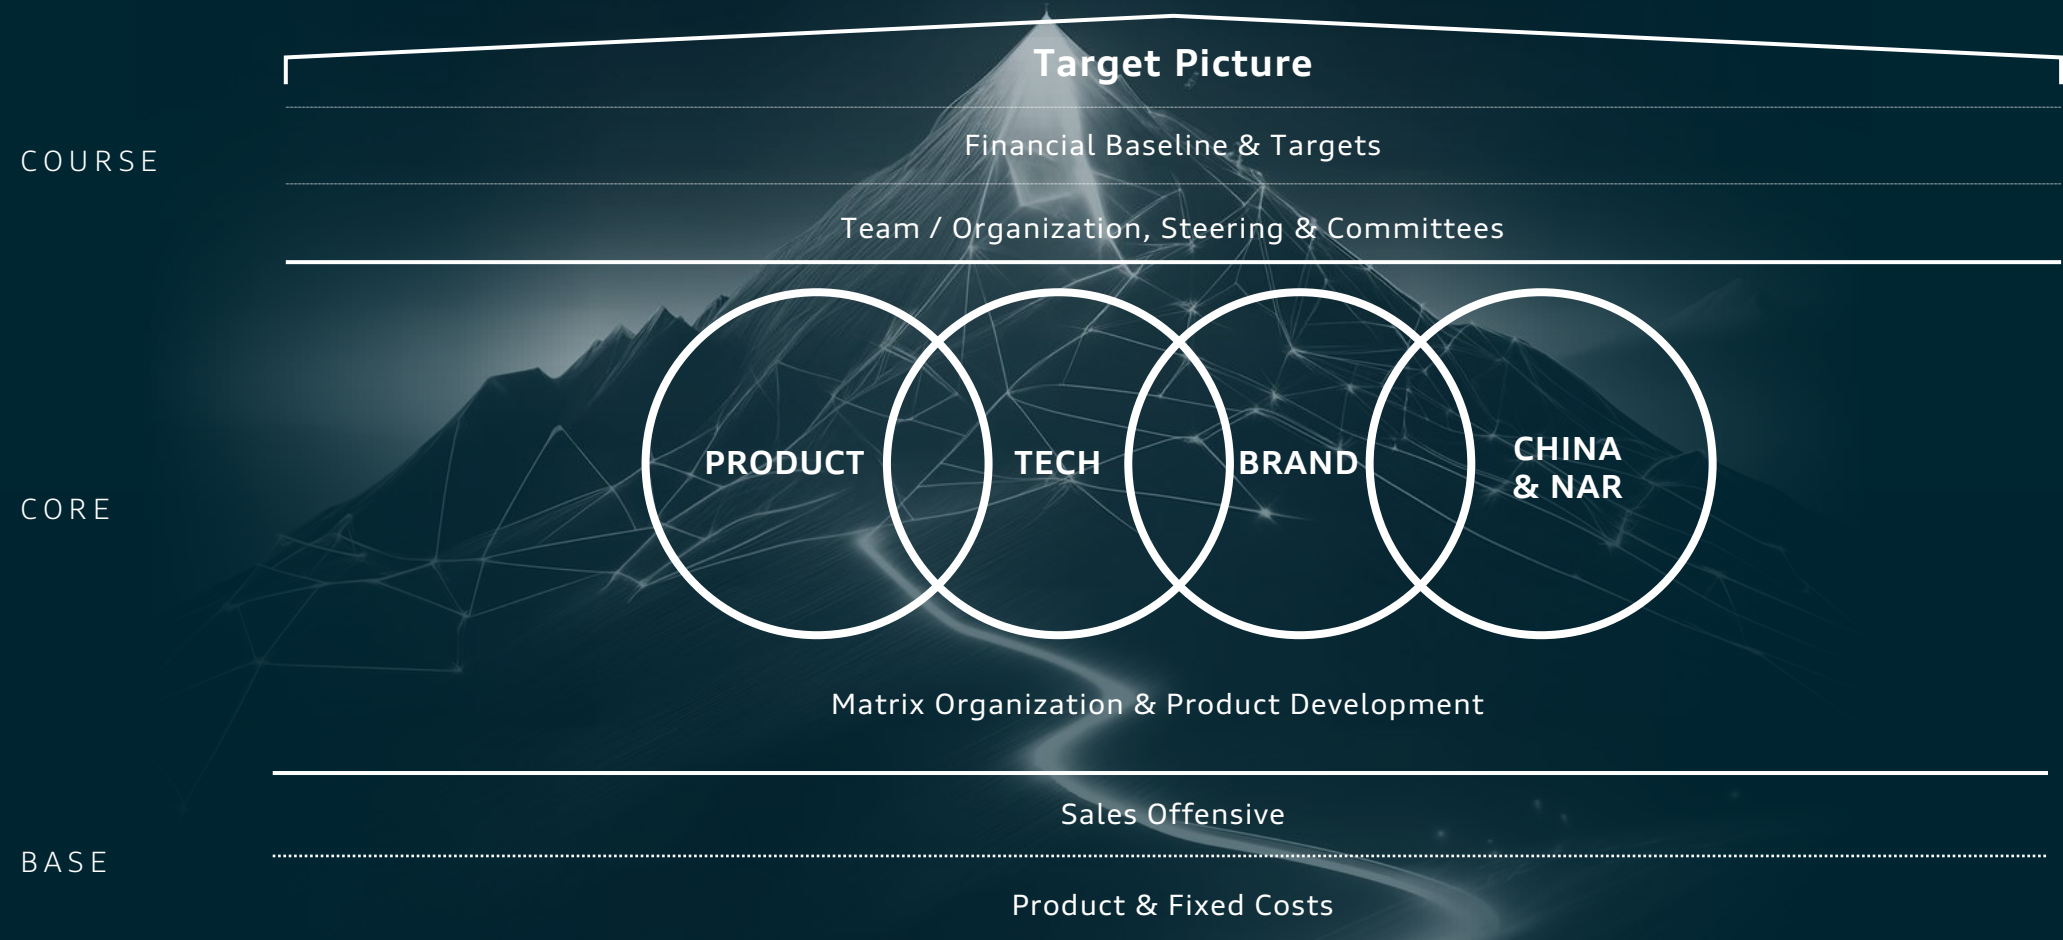 Target Picture
COURSE
Financial Baseline & Targets
Team / Organization, Steering & Committees
CORE
PRODUCT
TECH
BRAND
CHINA
& NAR
Matrix Organization & Product Development
Sales Offensive
BASE
Product & Fixed Costs